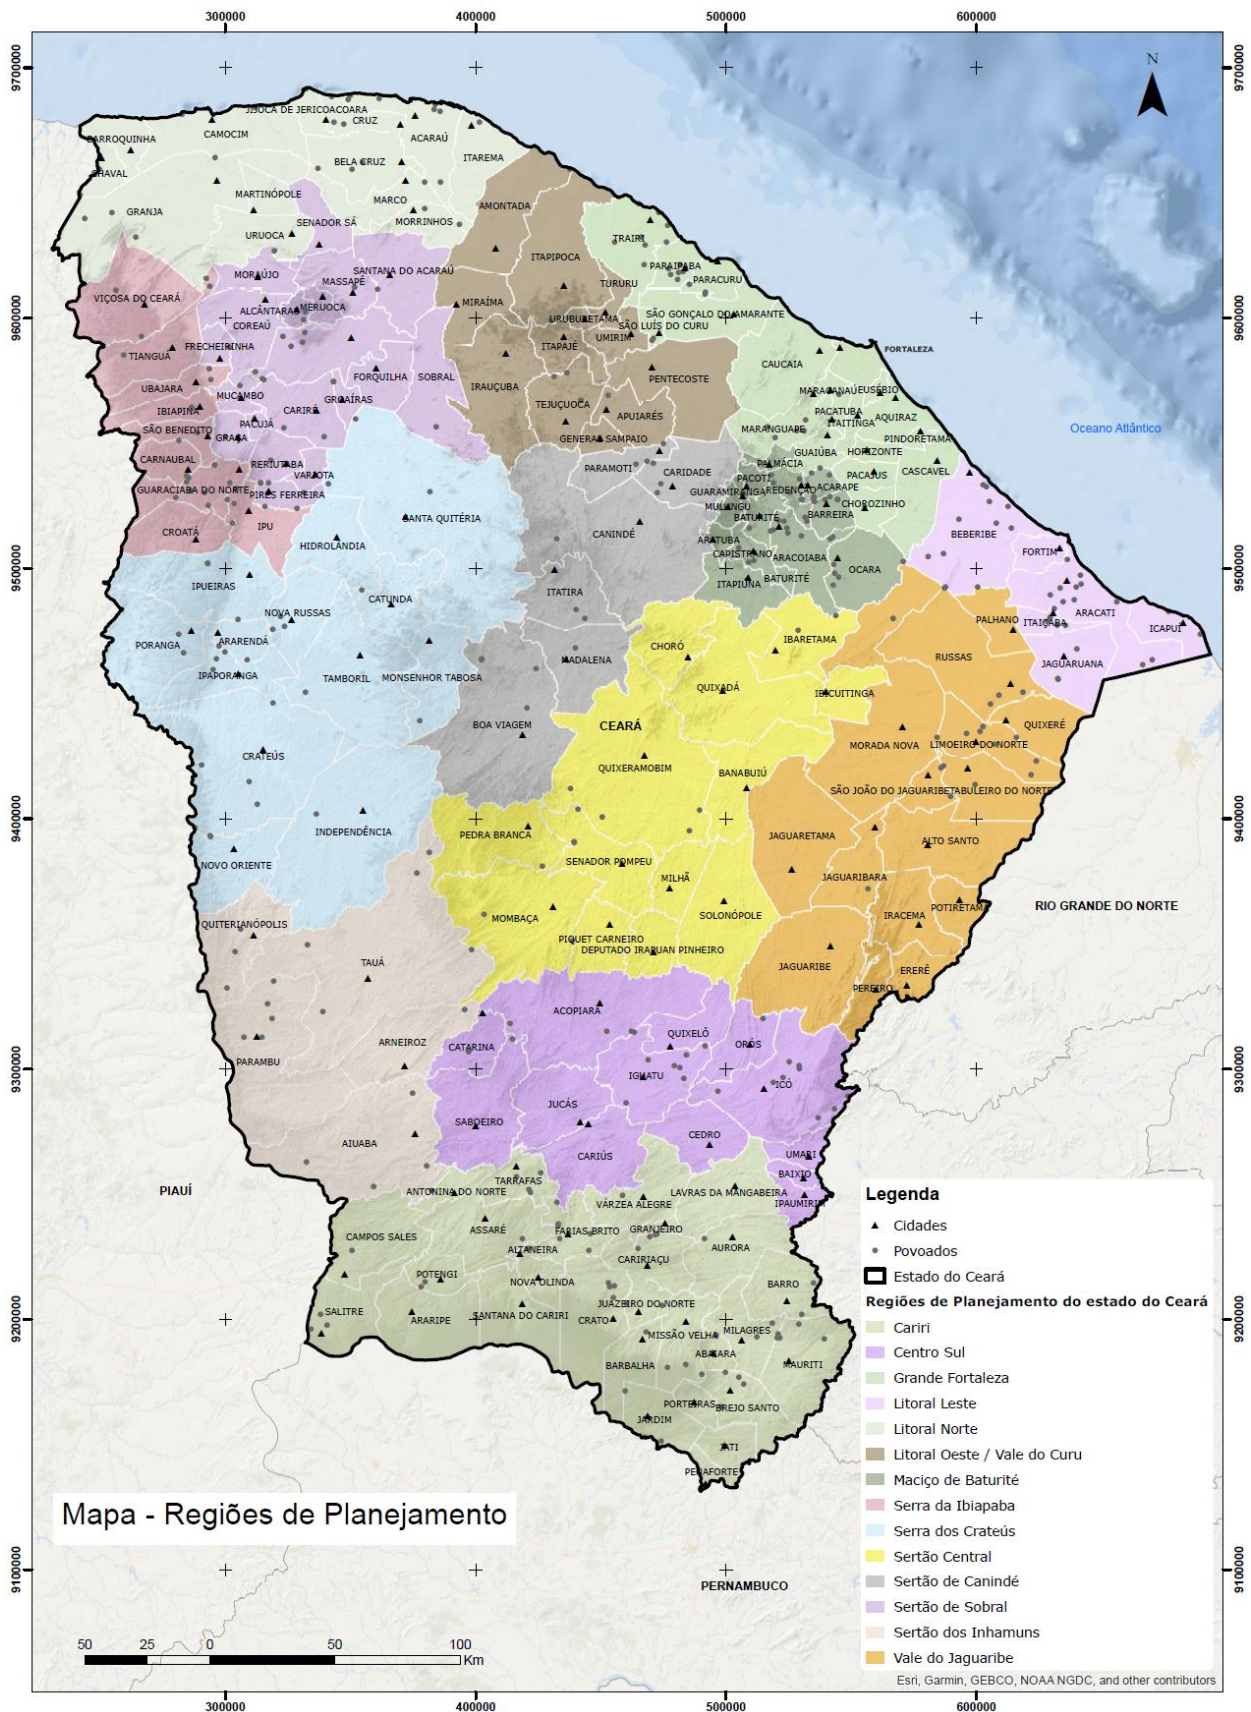 300000 400000 500000 600000
9700000 9700000
N
JIJOCA DE JERICOACOARA
CRUZ
CAMOCIM
BARROQUINHA
ACARAÚ
ITAREMA
BELA CRUZ
CHAVAL
MARTINÓPOLE
MARCO
GRANJA
AMONTADA
MORRINHOS
SENADOR SÁ
URUOCA
TRAIRI
ITAPIPOCA
PARAIPABA
MORAÚJO
SANTANA DO ACARAÚ
MASSAPÊ
PARACURU
TURURU
VIÇOSA DO CEARÁ
MIRAÍMA
ALCÂNTARAS
MERUOCA
SÃO GONÇALO DO AMARANTE
9600000 9600000
URUBURETAMA
COREAÚ
SÃO LUÍS DO CURU
UMIRIM
FRECHEIRINHA
ITAPAJÉ
FORTALEZA
TIANGUÁ
CAUCAIA
FORQUILHA
SOBRAL
PENTECOSTE
UBAJARA
IRAUÇUBA
MARACANAÚ
EUSÉBIO
MUCAMBO
GROAÍRAS
TEJUÇUOCA
IBIAPINA
CARIRÉ
PACATUBA
APUIARÉS
AQUIRAZ
PACUJÁ
ITAITINGA
SÃO BENEDITO
MARANGUAPE
Oceano Atlântico
GRAÇA
GENERAL SAMPAIO
PINDORETAMA
GUAIÚBA
HORIZONTE
CARNAUBAL
RERIUTABA
PALMÁCIA
PARAMOTI
CARIDADE
CASCAVEL
VARJOTA
PACOTI
PACAJUS
GUARACIABA DO NORTE
GUARAMIRANGA
REDENÇÃO
ACARAPE
PIRES FERREIRA
CHOROZINHO
MULUNGU
BARREIRA
SANTA QUITÉRIA
BATURITÉ
IPU
CROATÁ
CANINDÉ
BEBERIBE
ARATUBA
HIDROLÂNDIA
FORTIM
CAPISTRANO
ARACOIABA
9500000 9500000
OCARA
IPUEIRAS
ITAPIÚNA
BATURITÉ
ITATIRA
CATUNDA
NOVA RUSSAS
ARACATI
PALHANO
ITAIÇABA
ICAPUÍ
IBARETAMA
PORANGA
ARARENDÁ
CHORÓ
MADALENA
RUSSAS
JAGUARUANA
IPAPORANGA
TAMBORIL
MONSENHOR TABOSA
QUIXADÁ
IBICUITINGA
BOA VIAGEM
CEARÁ
QUIXERÉ
MORADA NOVA
LIMOEIRO DO NORTE
CRATEÚS
QUIXERAMOBIM
BANABUIÚ
SÃO JOÃO DO JAGUARIBE
TABULEIRO DO NORTE
9400000 9400000
INDEPENDÊNCIA
PEDRA BRANCA
JAGUARETAMA
ALTO SANTO
NOVO ORIENTE
SENADOR POMPEU
JAGUARIBARA
MILHÃ
RIO GRANDE DO NORTE
POTIRETAMA
SOLONÓPOLE
IRACEMA
MOMBAÇA
QUITERIANÓPOLIS
PIQUET CARNEIRO
DEPUTADO IRAPUAN PINHEIRO
TAUÁ
JAGUARIBE
ERERÊ
PEREIRO
ACOPIARA
QUIXELÔ
ORÓS
ARNEIROZ
CATARINA
PARAMBU
9300000 9300000
IGUATU
ICÓ
JUCÁS
SABOEIRO
CEDRO
AIUABA
CARIÚS
UMARI
BAIXIO
TARRAFAS
PIAUÍ
ANTONINA DO NORTE
LAVRAS DA MANGABEIRA
IPAUMIRIM
VÁRZEA ALEGRE
ASSARÉ
FARIAS BRITO
GRANJEIRO
CAMPOS SALES
AURORA
ALTANEIRA
CARIRIAÇU
POTENGI
NOVA OLINDA
BARRO
JUAZEIRO DO NORTE
SALITRE
SANTANA DO CARIRI
ARARIPE
CRATO
9200000 9200000
MISSÃO VELHA
MILAGRES
ABAIARA
BARBALHA
MAURITI
PORTEIRAS
BREJO SANTO
JARDIM
JATI
PENAFORTE
Mapa - Regiões de Planejamento
9100000 9100000
PERNAMBUCO
50 25 0 50 100
Km
Legenda
Cidades
Povoados
Estado do Ceará
Regiões de Planejamento do estado do Ceará
Cariri
Centro Sul
Grande Fortaleza
Litoral Leste
Litoral Norte
Litoral Oeste / Vale do Curu
Maciço de Baturité
Serra da Ibiapaba
Serra dos Crateús
Sertão Central
Sertão de Canindé
Sertão de Sobral
Sertão dos Inhamuns
Vale do Jaguaribe
Esri, Garmin, GEBCO, NOAA NGDC, and other contributors
300000 400000 500000 600000